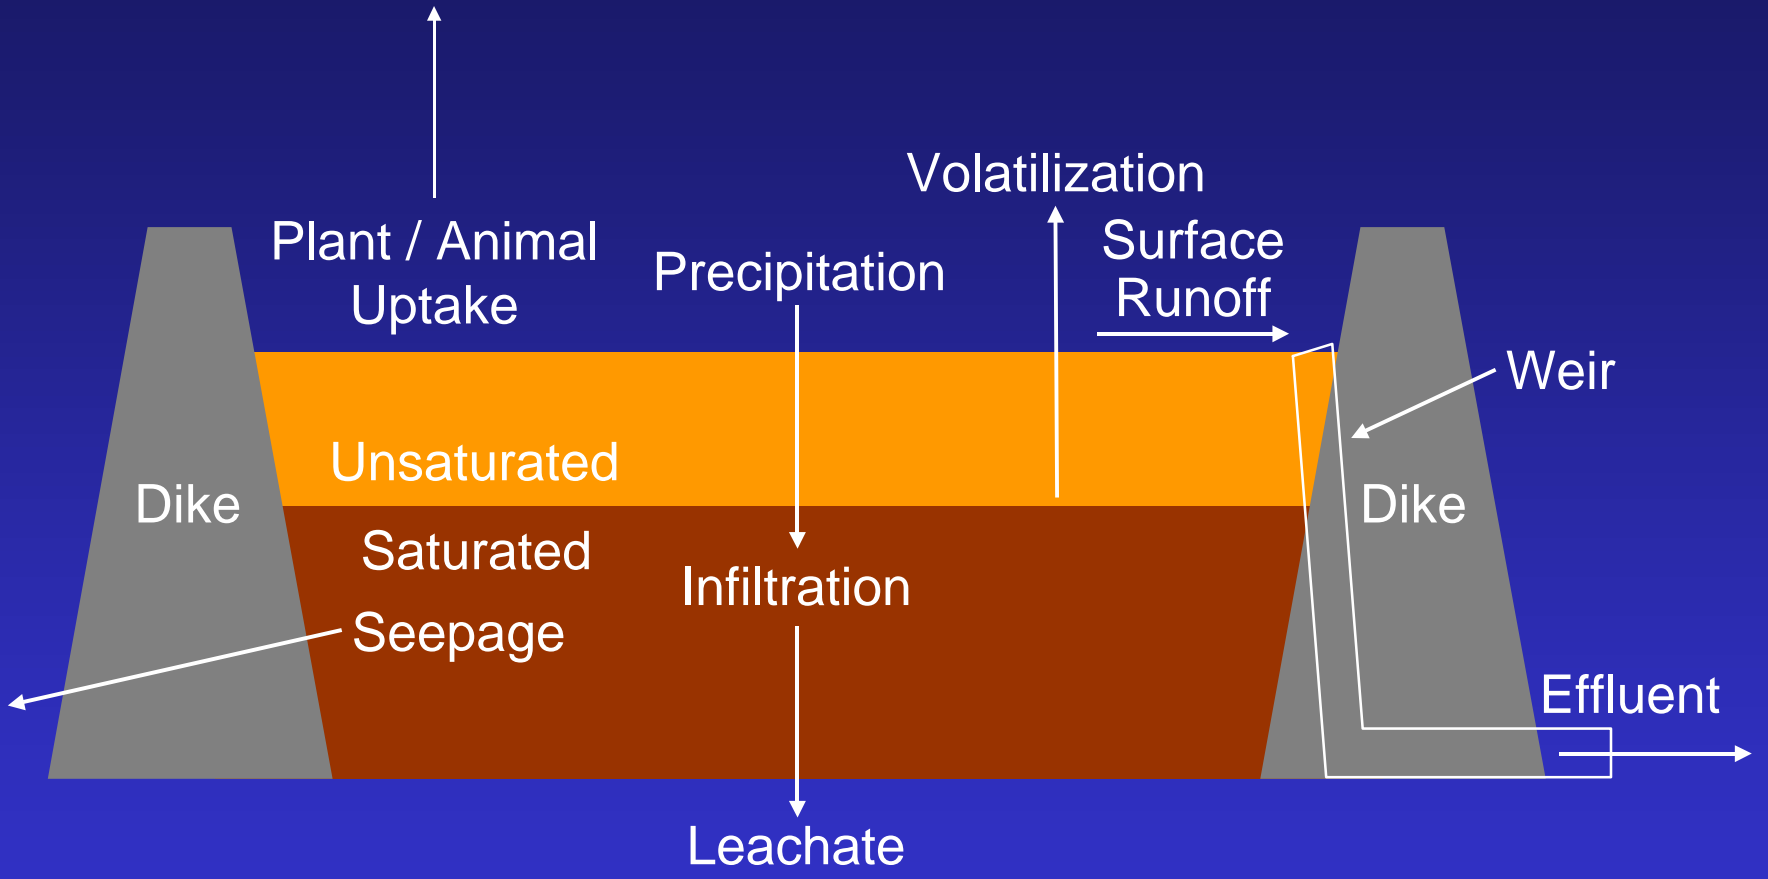 Volatilization
Plant / Animal
Uptake
Precipitation
Surface
Runoff
Weir
Unsaturated
Dike
Dike
Saturated
Infiltration
Seepage
Effluent
Leachate